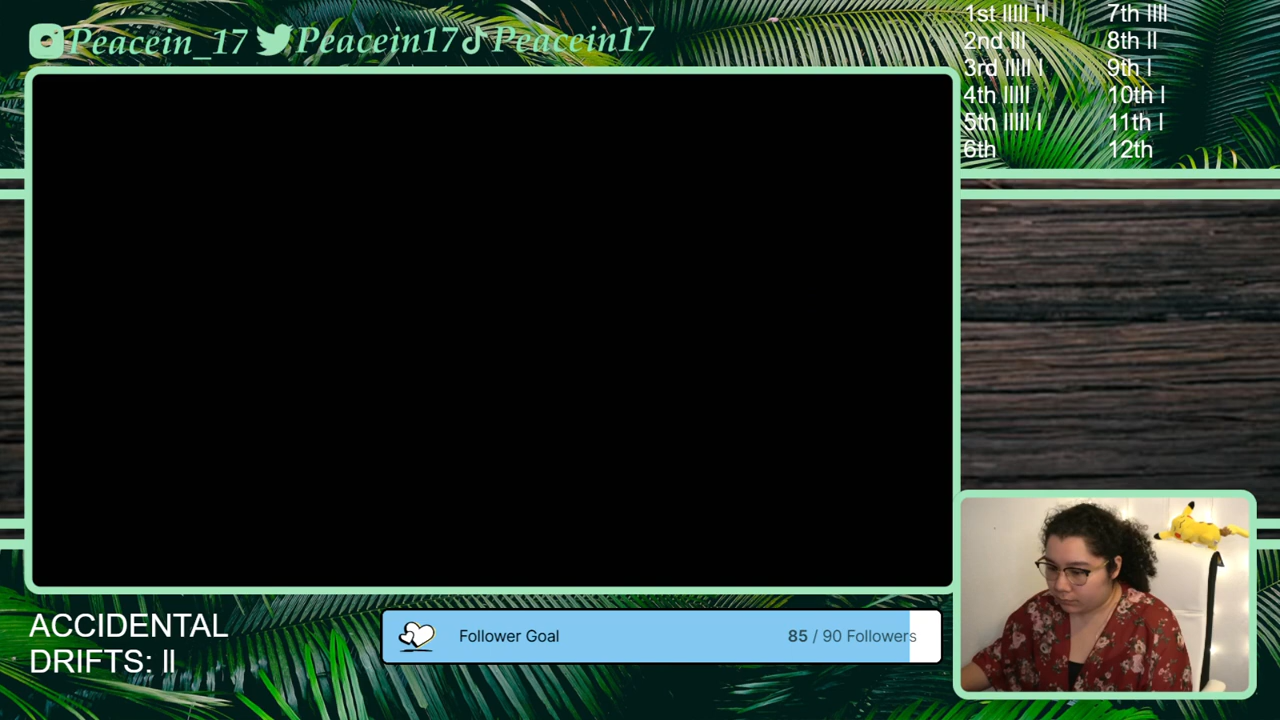 Peacein_17 Peacein17 Peacein17
1st IIIII II 7th IIII
2nd III 8th II
3rd IIIII I 9th I
4th IIIII 10th I
5th IIIII I 11th I
6th 12th
ACCIDENTAL
DRIFTS: II
Follower Goal 85 / 90 Followers